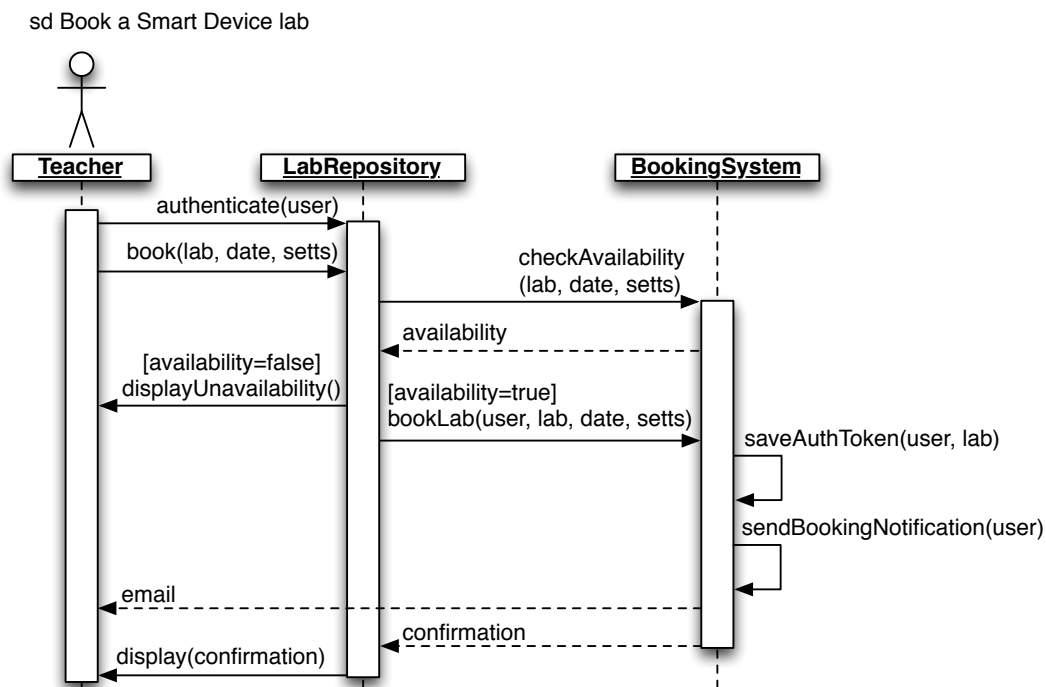 sd Book a Smart Device lab
Teacher
LabRepository
BookingSystem
authenticate(user)
book(lab, date, setts)
checkAvailability
(lab, date, setts)
availability
[availability=false]
displayUnavailability()
[availability=true]
bookLab(user, lab, date, setts)
saveAuthToken(user, lab)
sendBookingNotification(user)
email
confirmation
display(confirmation)